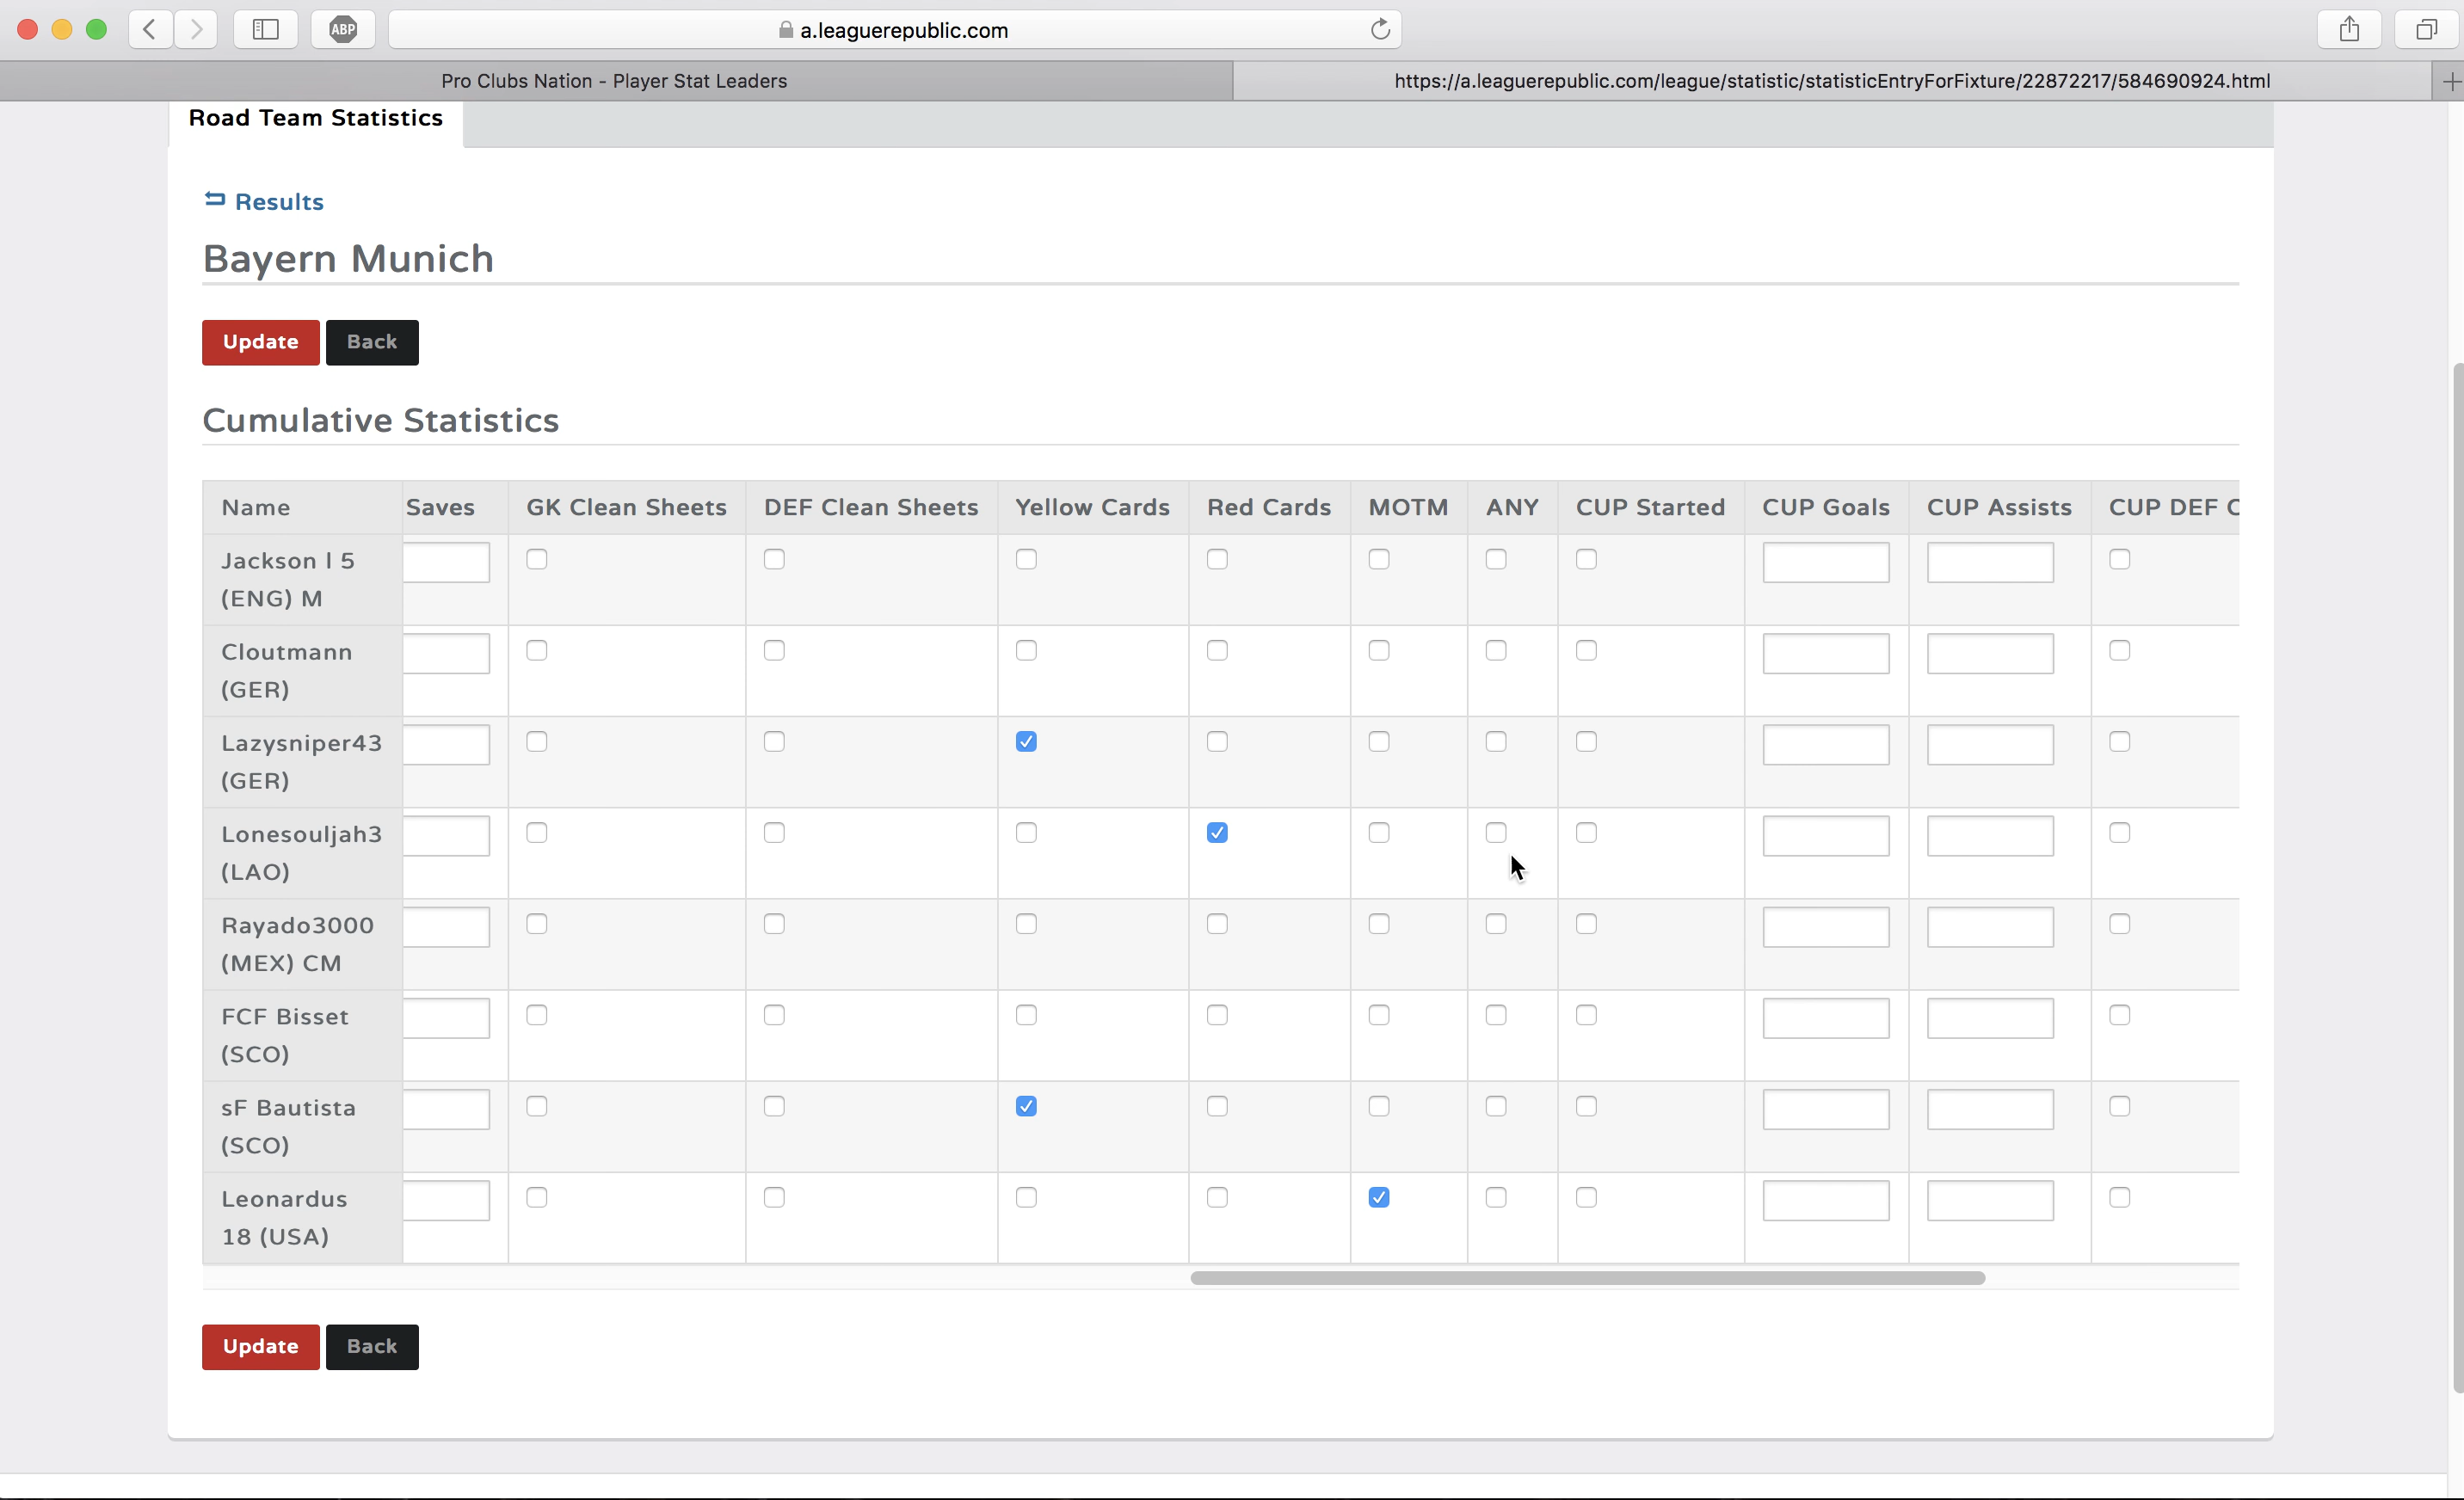 ABP
a.leaguerepublic.com
Pro Clubs Nation - Player Stat Leaders
https://a.leaguerepublic.com/league/statistic/statisticEntryForFixture/22872217/584690924.html
Road Team Statistics
Results
Bayern Munich
Update Back
Cumulative Statistics
Name Saves GK Clean Sheets DEF Clean Sheets Yellow Cards Red Cards MOTM ANY CUP Started CUP Goals CUP Assists CUP DEF C
Jackson l 5
(ENG) M
Cloutmann
(GER)
Lazysniper43
(GER)
Lonesouljah3
(LAO)
Rayado3000
(MEX) CM
FCF Bisset
(SCO)
sF Bautista
(SCO)
Leonardus
18 (USA)
Update Back